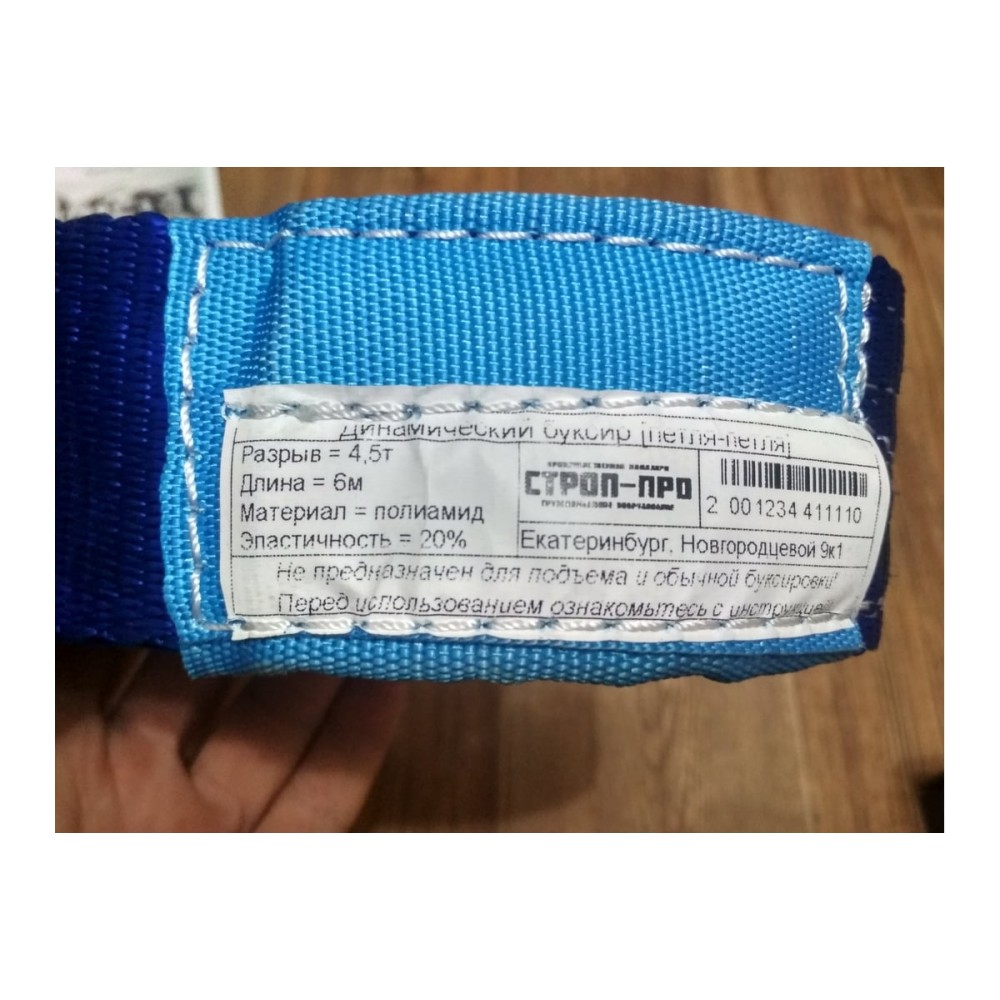 Динамический буксир [петля-петля]
Разрыв = 4,5т
Длина = 6м
Материал = полиамид
Эластичность = 20%
СТРОП-ПРО
2 001234 411110
Екатеринбург. Новгородцевой 9к1
Не предназначен для подъема и обычной буксировки!
Перед использованием ознакомьтесь с инструкцией!